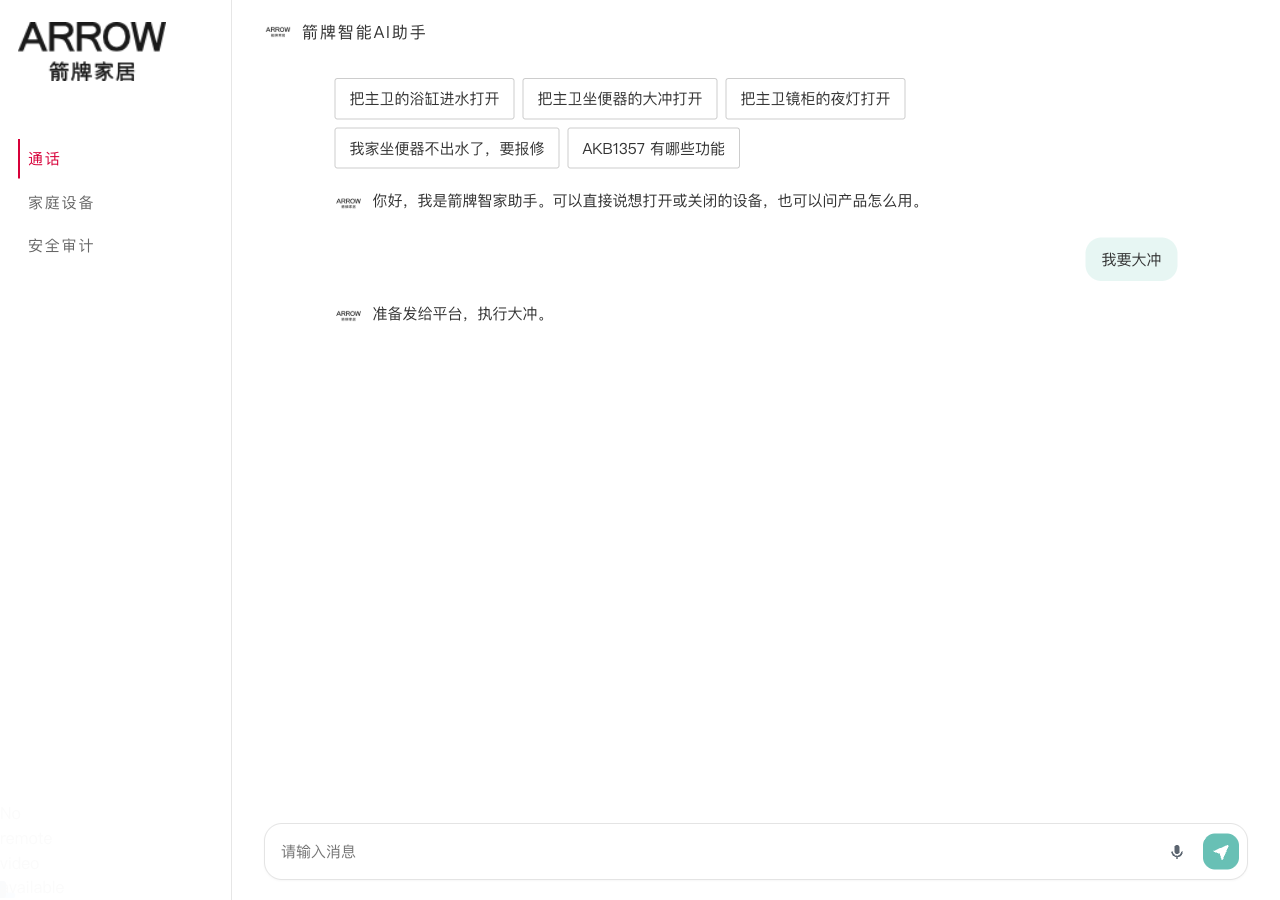 ARROW
箭牌家居
通话
家庭设备
安全审计
ARROW
箭牌智能AI助手
把主卫的浴缸进水打开
把主卫坐便器的大冲打开
把主卫镜柜的夜灯打开
我家坐便器不出水了，要报修
AKB1357 有哪些功能
ARROW
你好，我是箭牌智家助手。可以直接说想打开或关闭的设备，也可以问产品怎么用。
我要大冲
ARROW
准备发给平台，执行大冲。
请输入消息